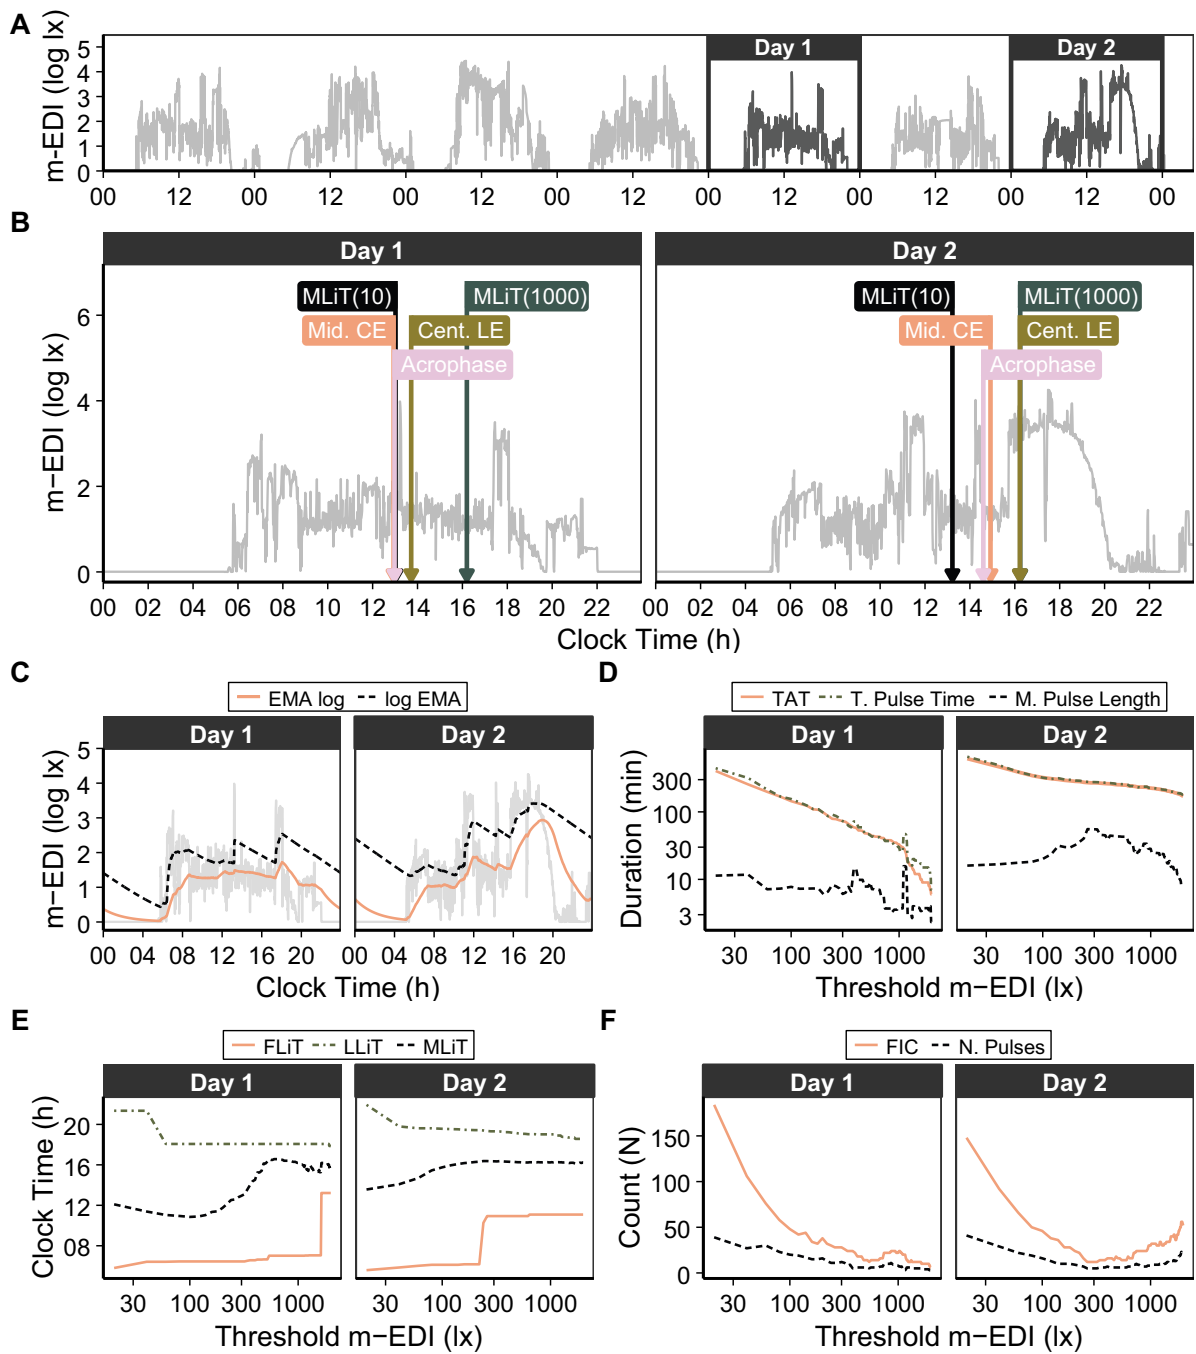 A
m-EDI (log lx)
5
4
3
2
1
0
Day 1
Day 2
00 12 00 12 00 12 00 12 00 12 00 12 00 12 00
B
Day 1
Day 2
m-EDI (log lx)
6
4
2
0
MLiT(10) MLiT(1000)
Mid. CE Cent. LE
Acrophase
MLiT(10) MLiT(1000)
Mid. CE Cent. LE
Acrophase
00 02 04 06 08 10 12 14 16 18 20 22
00 02 04 06 08 10 12 14 16 18 20 22
Clock Time (h)
C
EMA log log EMA
Day 1
Day 2
m-EDI (log lx)
5
4
3
2
1
0
00 04 08 12 16 20
00 04 08 12 16 20
Clock Time (h)
D
TAT T. Pulse Time M. Pulse Length
Day 1
Day 2
Duration (min)
300
100
30
10
3
30 100 300 1000
30 100 300 1000
Threshold m−EDI (lx)
E
FLiT LLiT MLiT
Day 1
Day 2
Clock Time (h)
20
16
12
08
30 100 300 1000
30 100 300 1000
Threshold m−EDI (lx)
F
FIC N. Pulses
Day 1
Day 2
Count (N)
150
100
50
0
30 100 300 1000
30 100 300 1000
Threshold m−EDI (lx)